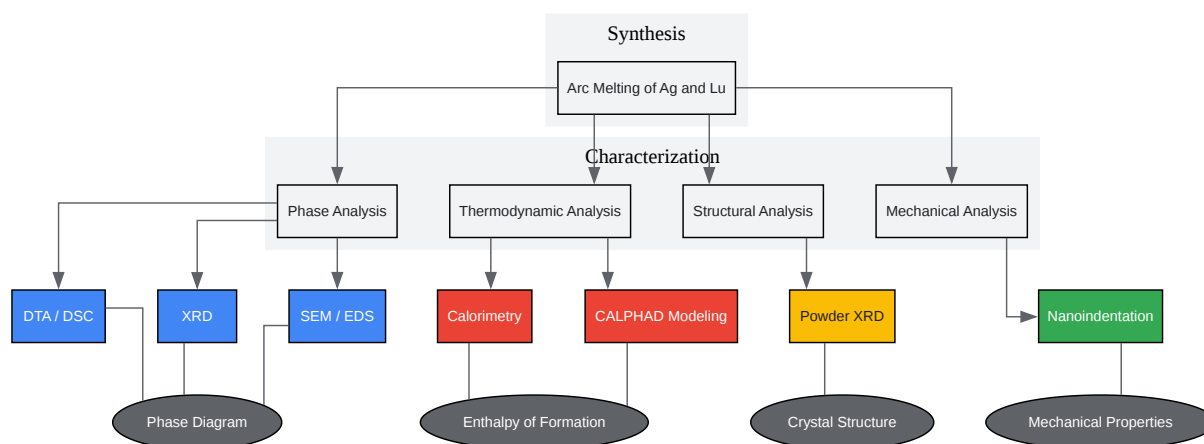 Synthesis
Arc Melting of Ag and Lu
Characterization
Phase Analysis
Thermodynamic Analysis
Structural Analysis
Mechanical Analysis
DTA / DSC
XRD
SEM / EDS
Calorimetry
CALPHAD Modeling
Powder XRD
Nanoindentation
Phase Diagram
Enthalpy of Formation
Crystal Structure
Mechanical Properties